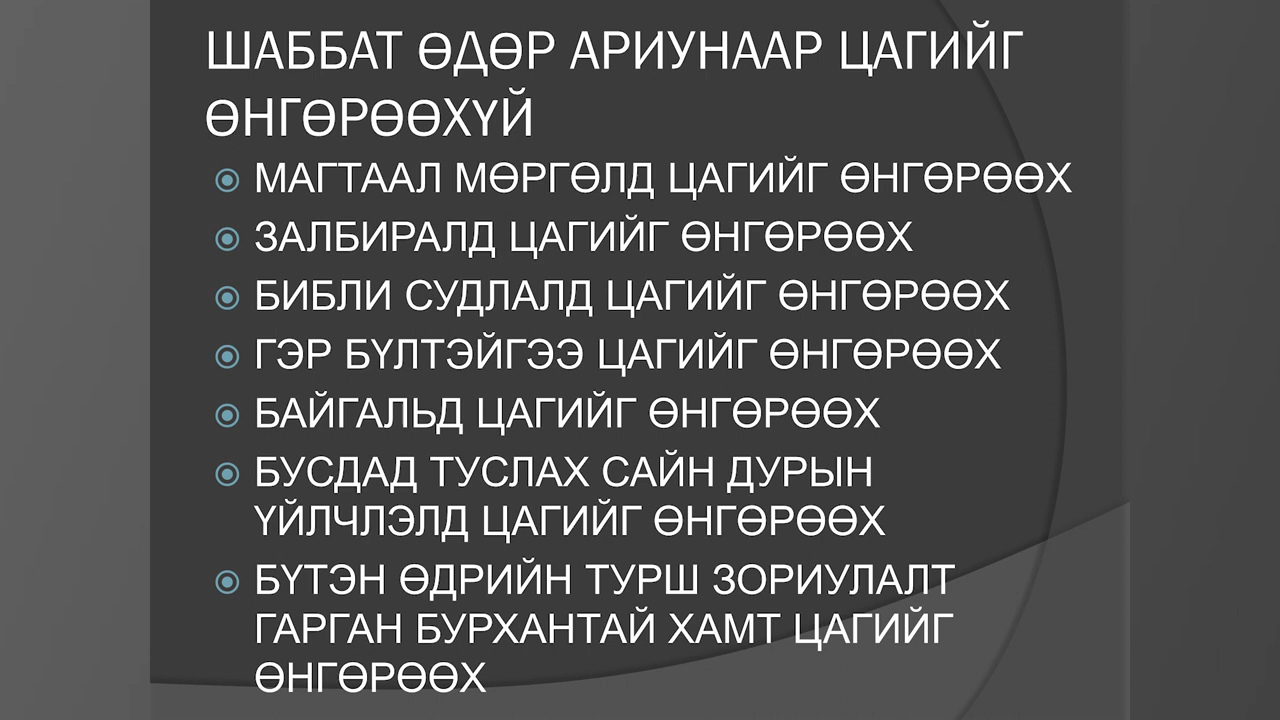 ШАББАТ ӨДӨР АРИУНААР ЦАГИЙГ
ӨНГӨРӨӨХҮЙ
МАГТААЛ МӨРГӨЛД ЦАГИЙГ ӨНГӨРӨӨХ
ЗАЛБИРАЛД ЦАГИЙГ ӨНГӨРӨӨХ
БИБЛИ СУДЛАЛД ЦАГИЙГ ӨНГӨРӨӨХ
ГЭР БҮЛТЭЙГЭЭ ЦАГИЙГ ӨНГӨРӨӨХ
БАЙГАЛЬД ЦАГИЙГ ӨНГӨРӨӨХ
БУСДАД ТУСЛАХ САЙН ДУРЫН
ҮЙЛЧЛЭЛД ЦАГИЙГ ӨНГӨРӨӨХ
БҮТЭН ӨДРИЙН ТУРШ ЗОРИУЛАЛТ
ГАРГАН БУРХАНТАЙ ХАМТ ЦАГИЙГ
ӨНГӨРӨӨХ